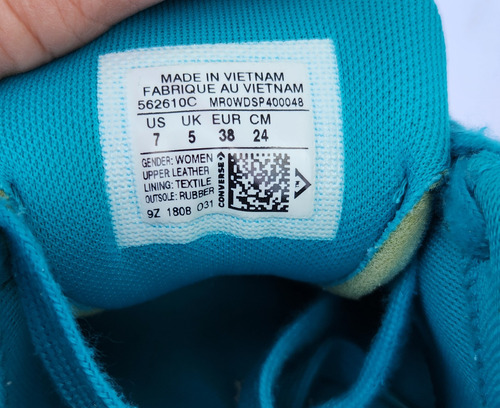 MADE IN VIETNAM
FABRIQUE AU VIETNAM
562610C MR0WDSP400048
US UK EUR CM
7 5 38 24
GENDER: WOMEN
UPPER LEATHER
LINING: TEXTILE
OUTSOLE: RUBBER
9Z 180B 031
CONVERSE